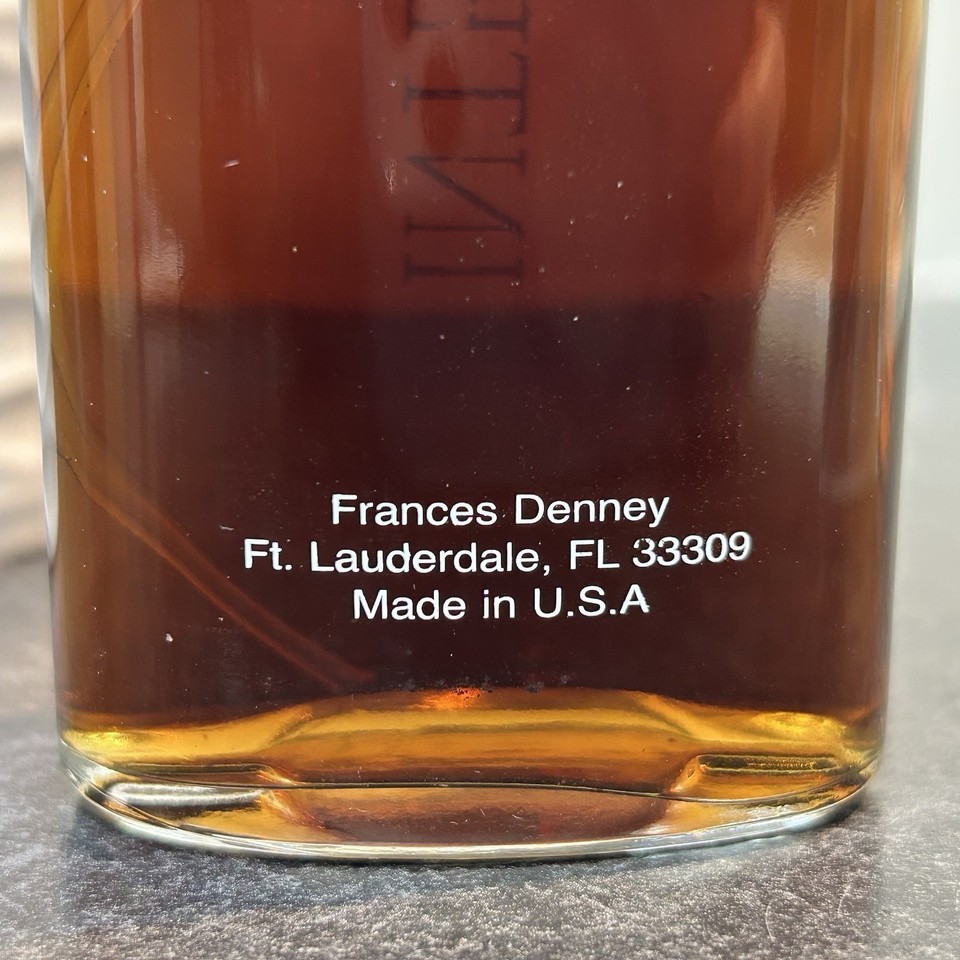 Frances Denney
Ft. Lauderdale, FL 33309
Made in U.S.A